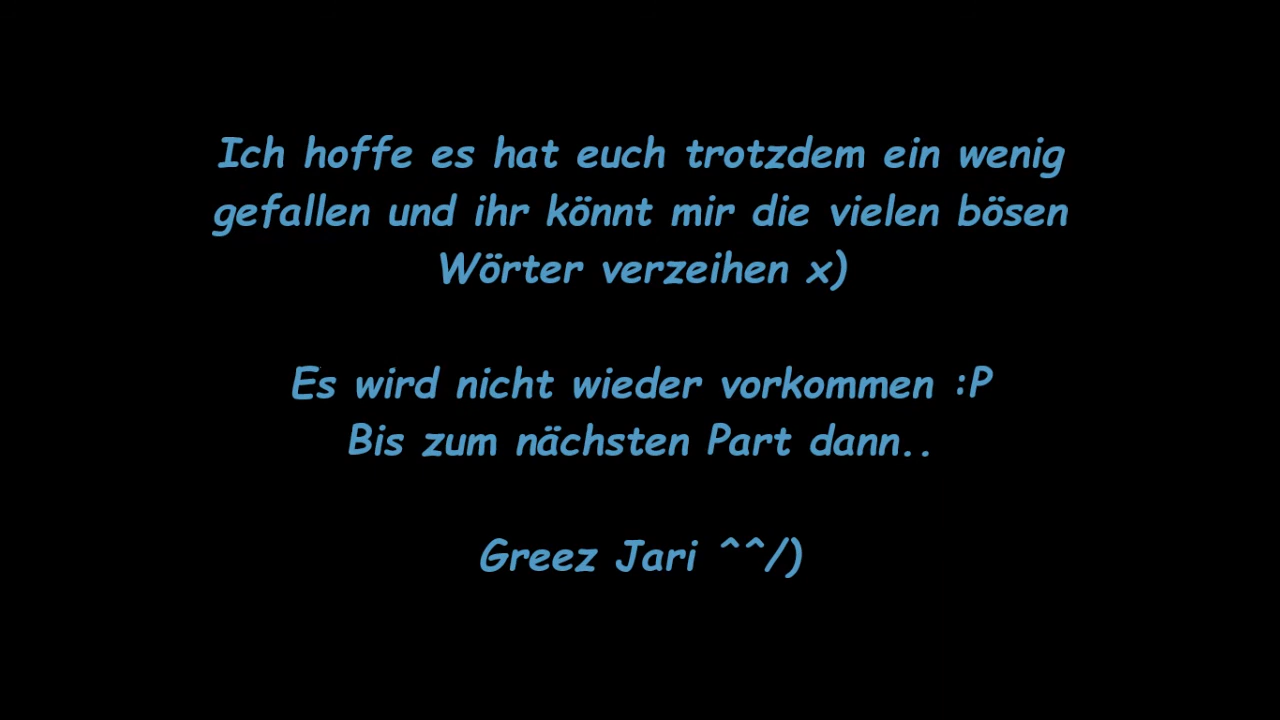 Ich hoffe es hat euch trotzdem ein wenig
gefallen und ihr könnt mir die vielen bösen
Wörter verzeihen x)
Es wird nicht wieder vorkommen :P
Bis zum nächsten Part dann..
Greez Jari ^^/)